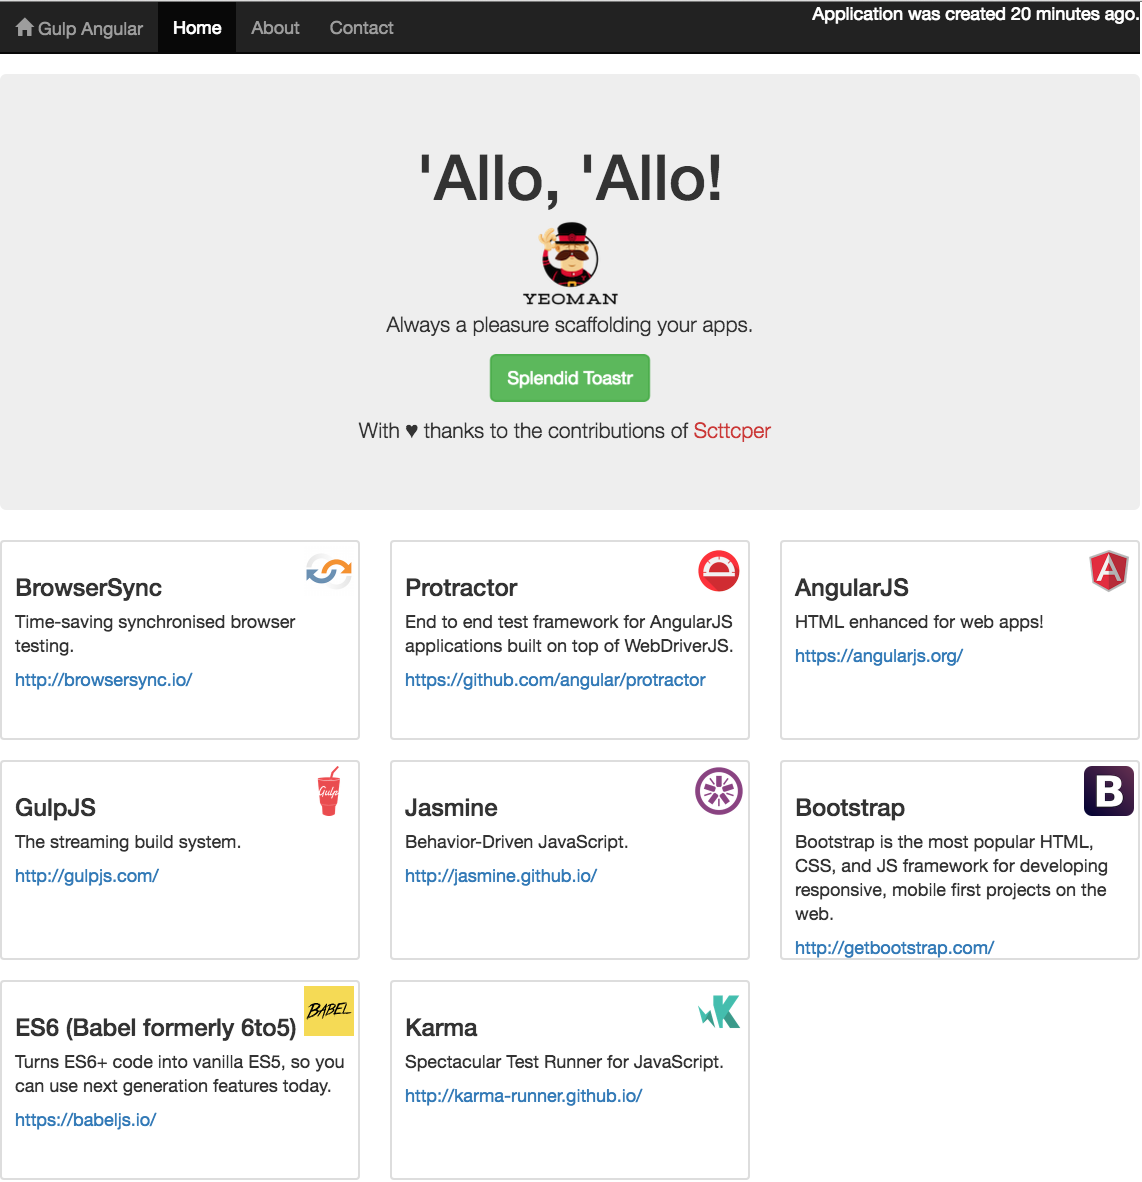 Gulp Angular Home About Contact Application was created 20 minutes ago.
'Allo, 'Allo!
YEOMAN
Always a pleasure scaffolding your apps.
Splendid Toastr
With ♥ thanks to the contributions of Scttcper
BrowserSync
Time-saving synchronised browser
testing.
http://browsersync.io/
Protractor
End to end test framework for AngularJS
applications built on top of WebDriverJS.
https://github.com/angular/protractor
A
AngularJS
HTML enhanced for web apps!
https://angularjs.org/
Gulp
GulpJS
The streaming build system.
http://gulpjs.com/
Jasmine
Behavior-Driven JavaScript.
http://jasmine.github.io/
B
Bootstrap
Bootstrap is the most popular HTML,
CSS, and JS framework for developing
responsive, mobile first projects on the
web.
http://getbootstrap.com/
BABEL
ES6 (Babel formerly 6to5)
Turns ES6+ code into vanilla ES5, so you
can use next generation features today.
https://babeljs.io/
K
Karma
Spectacular Test Runner for JavaScript.
http://karma-runner.github.io/